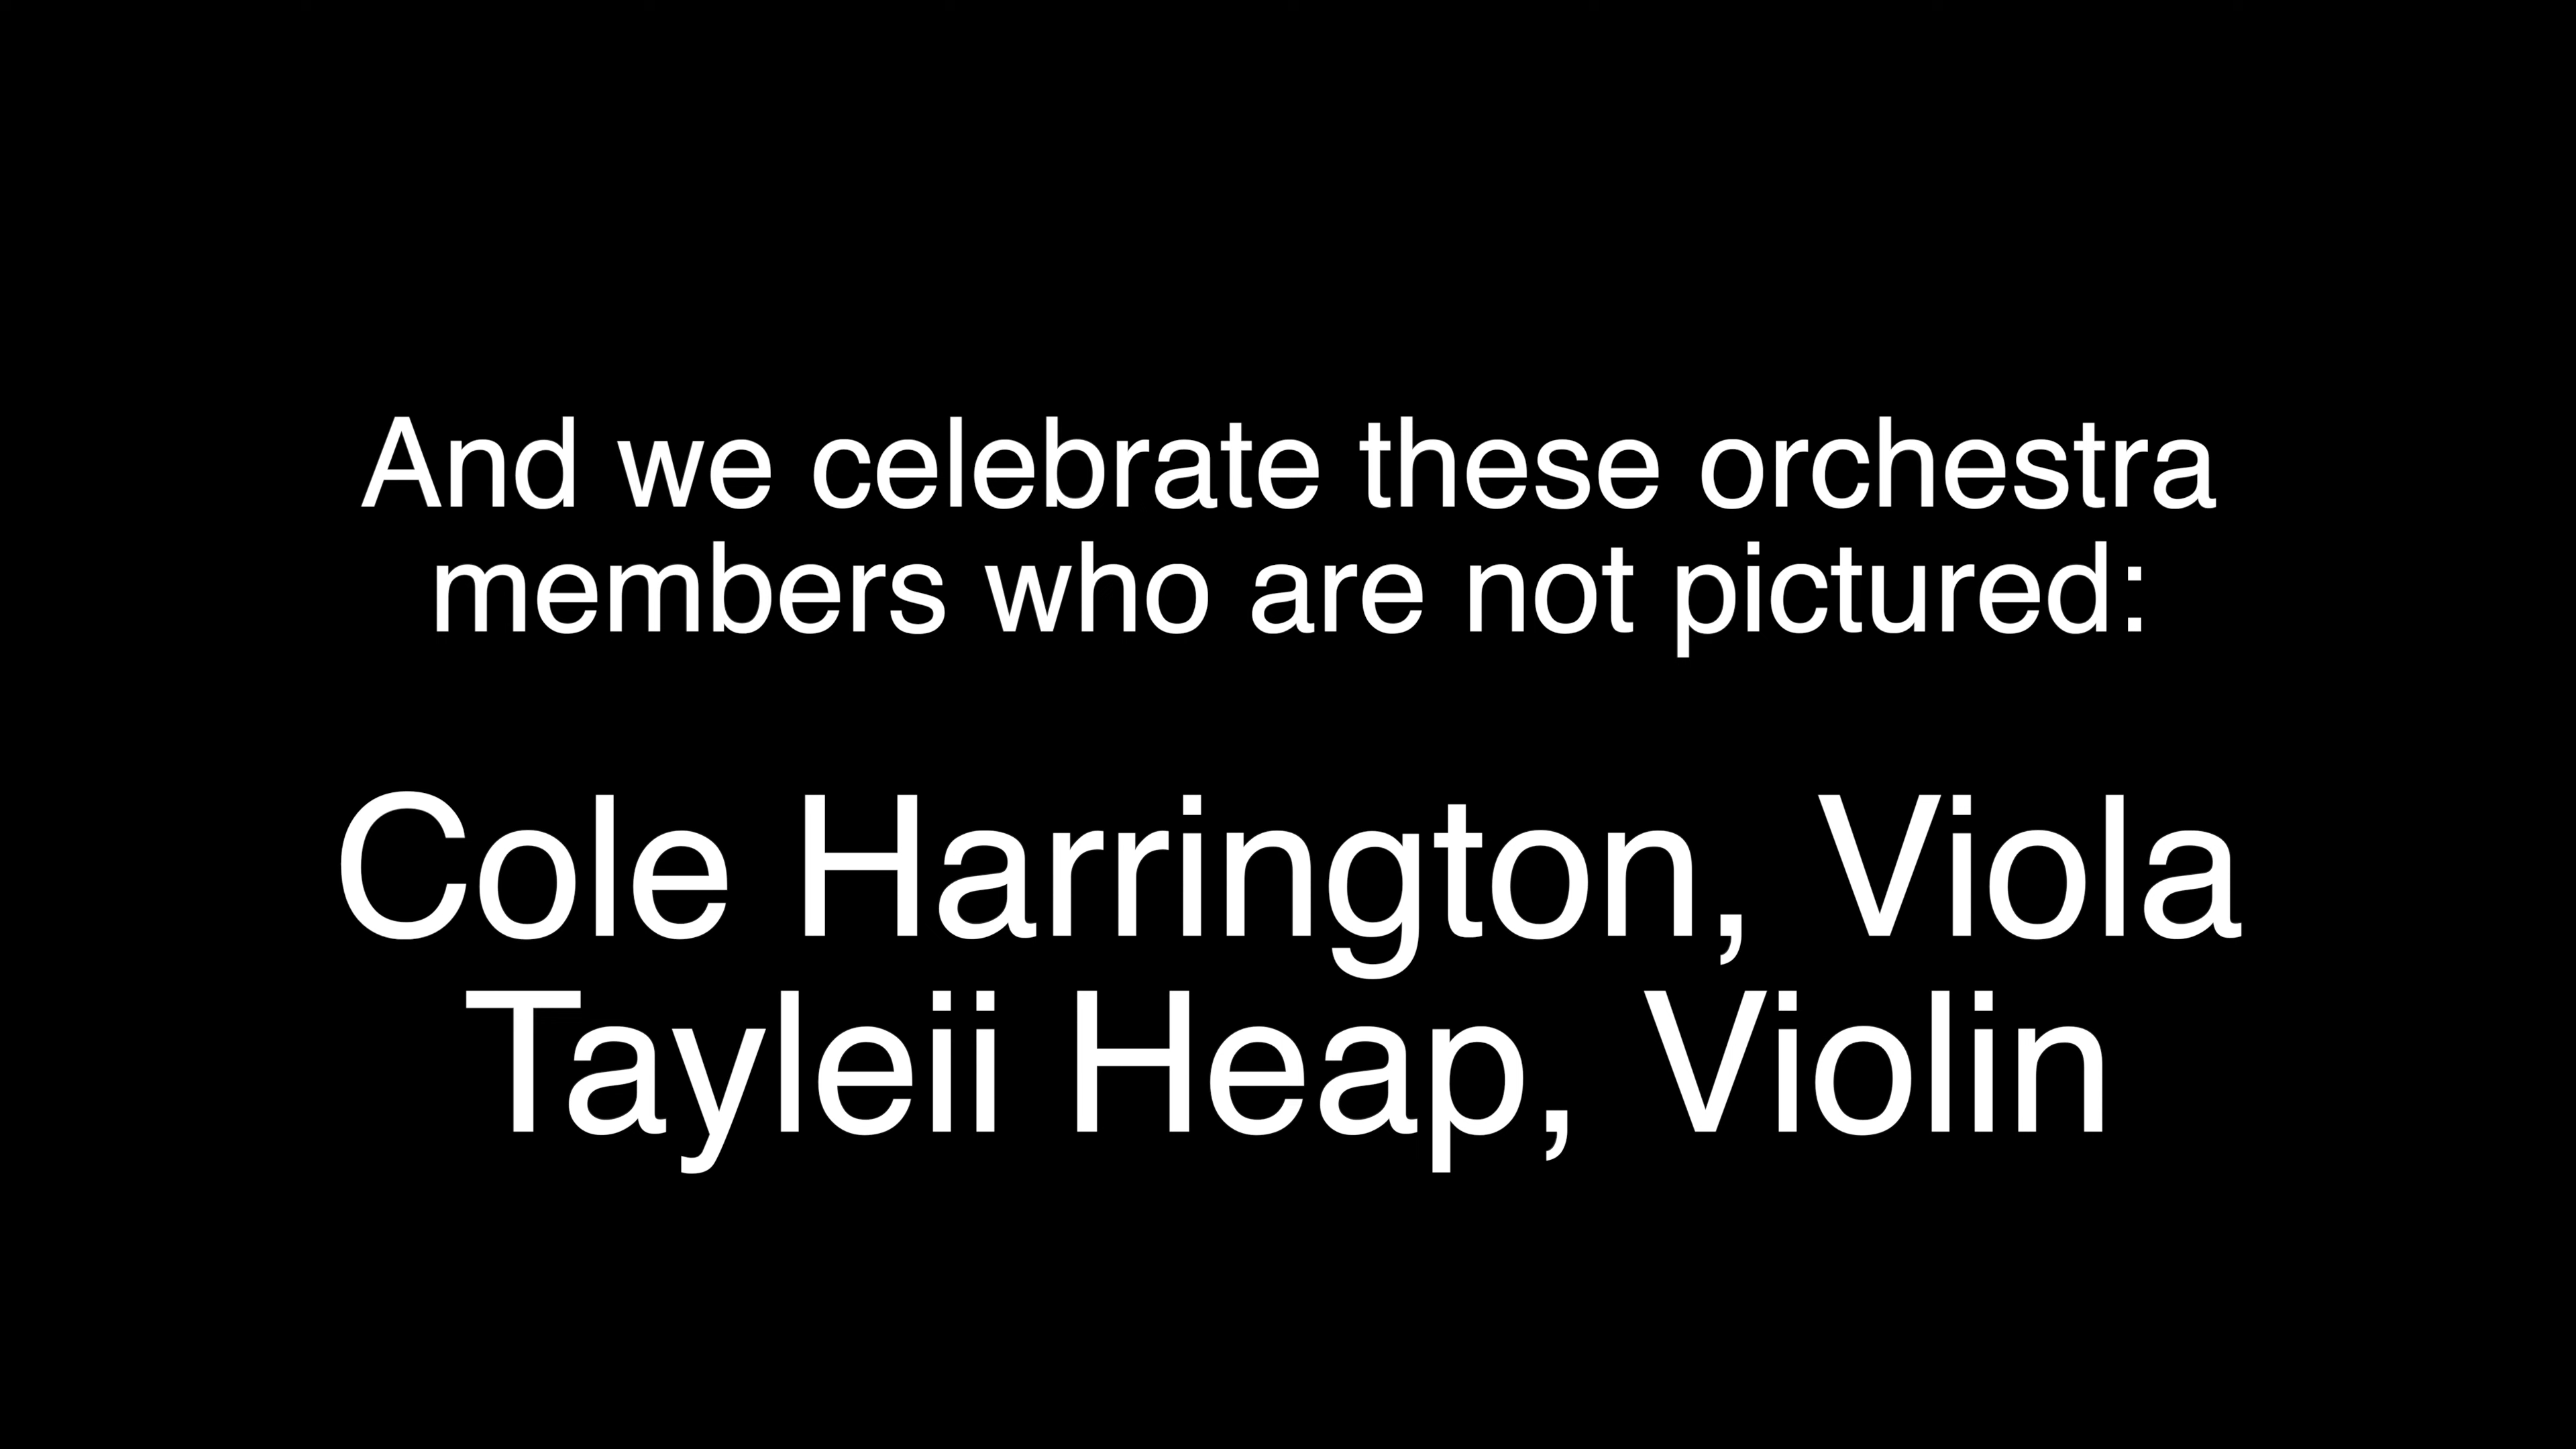 And we celebrate these orchestra
members who are not pictured:
Cole Harrington, Viola
Tayleii Heap, Violin